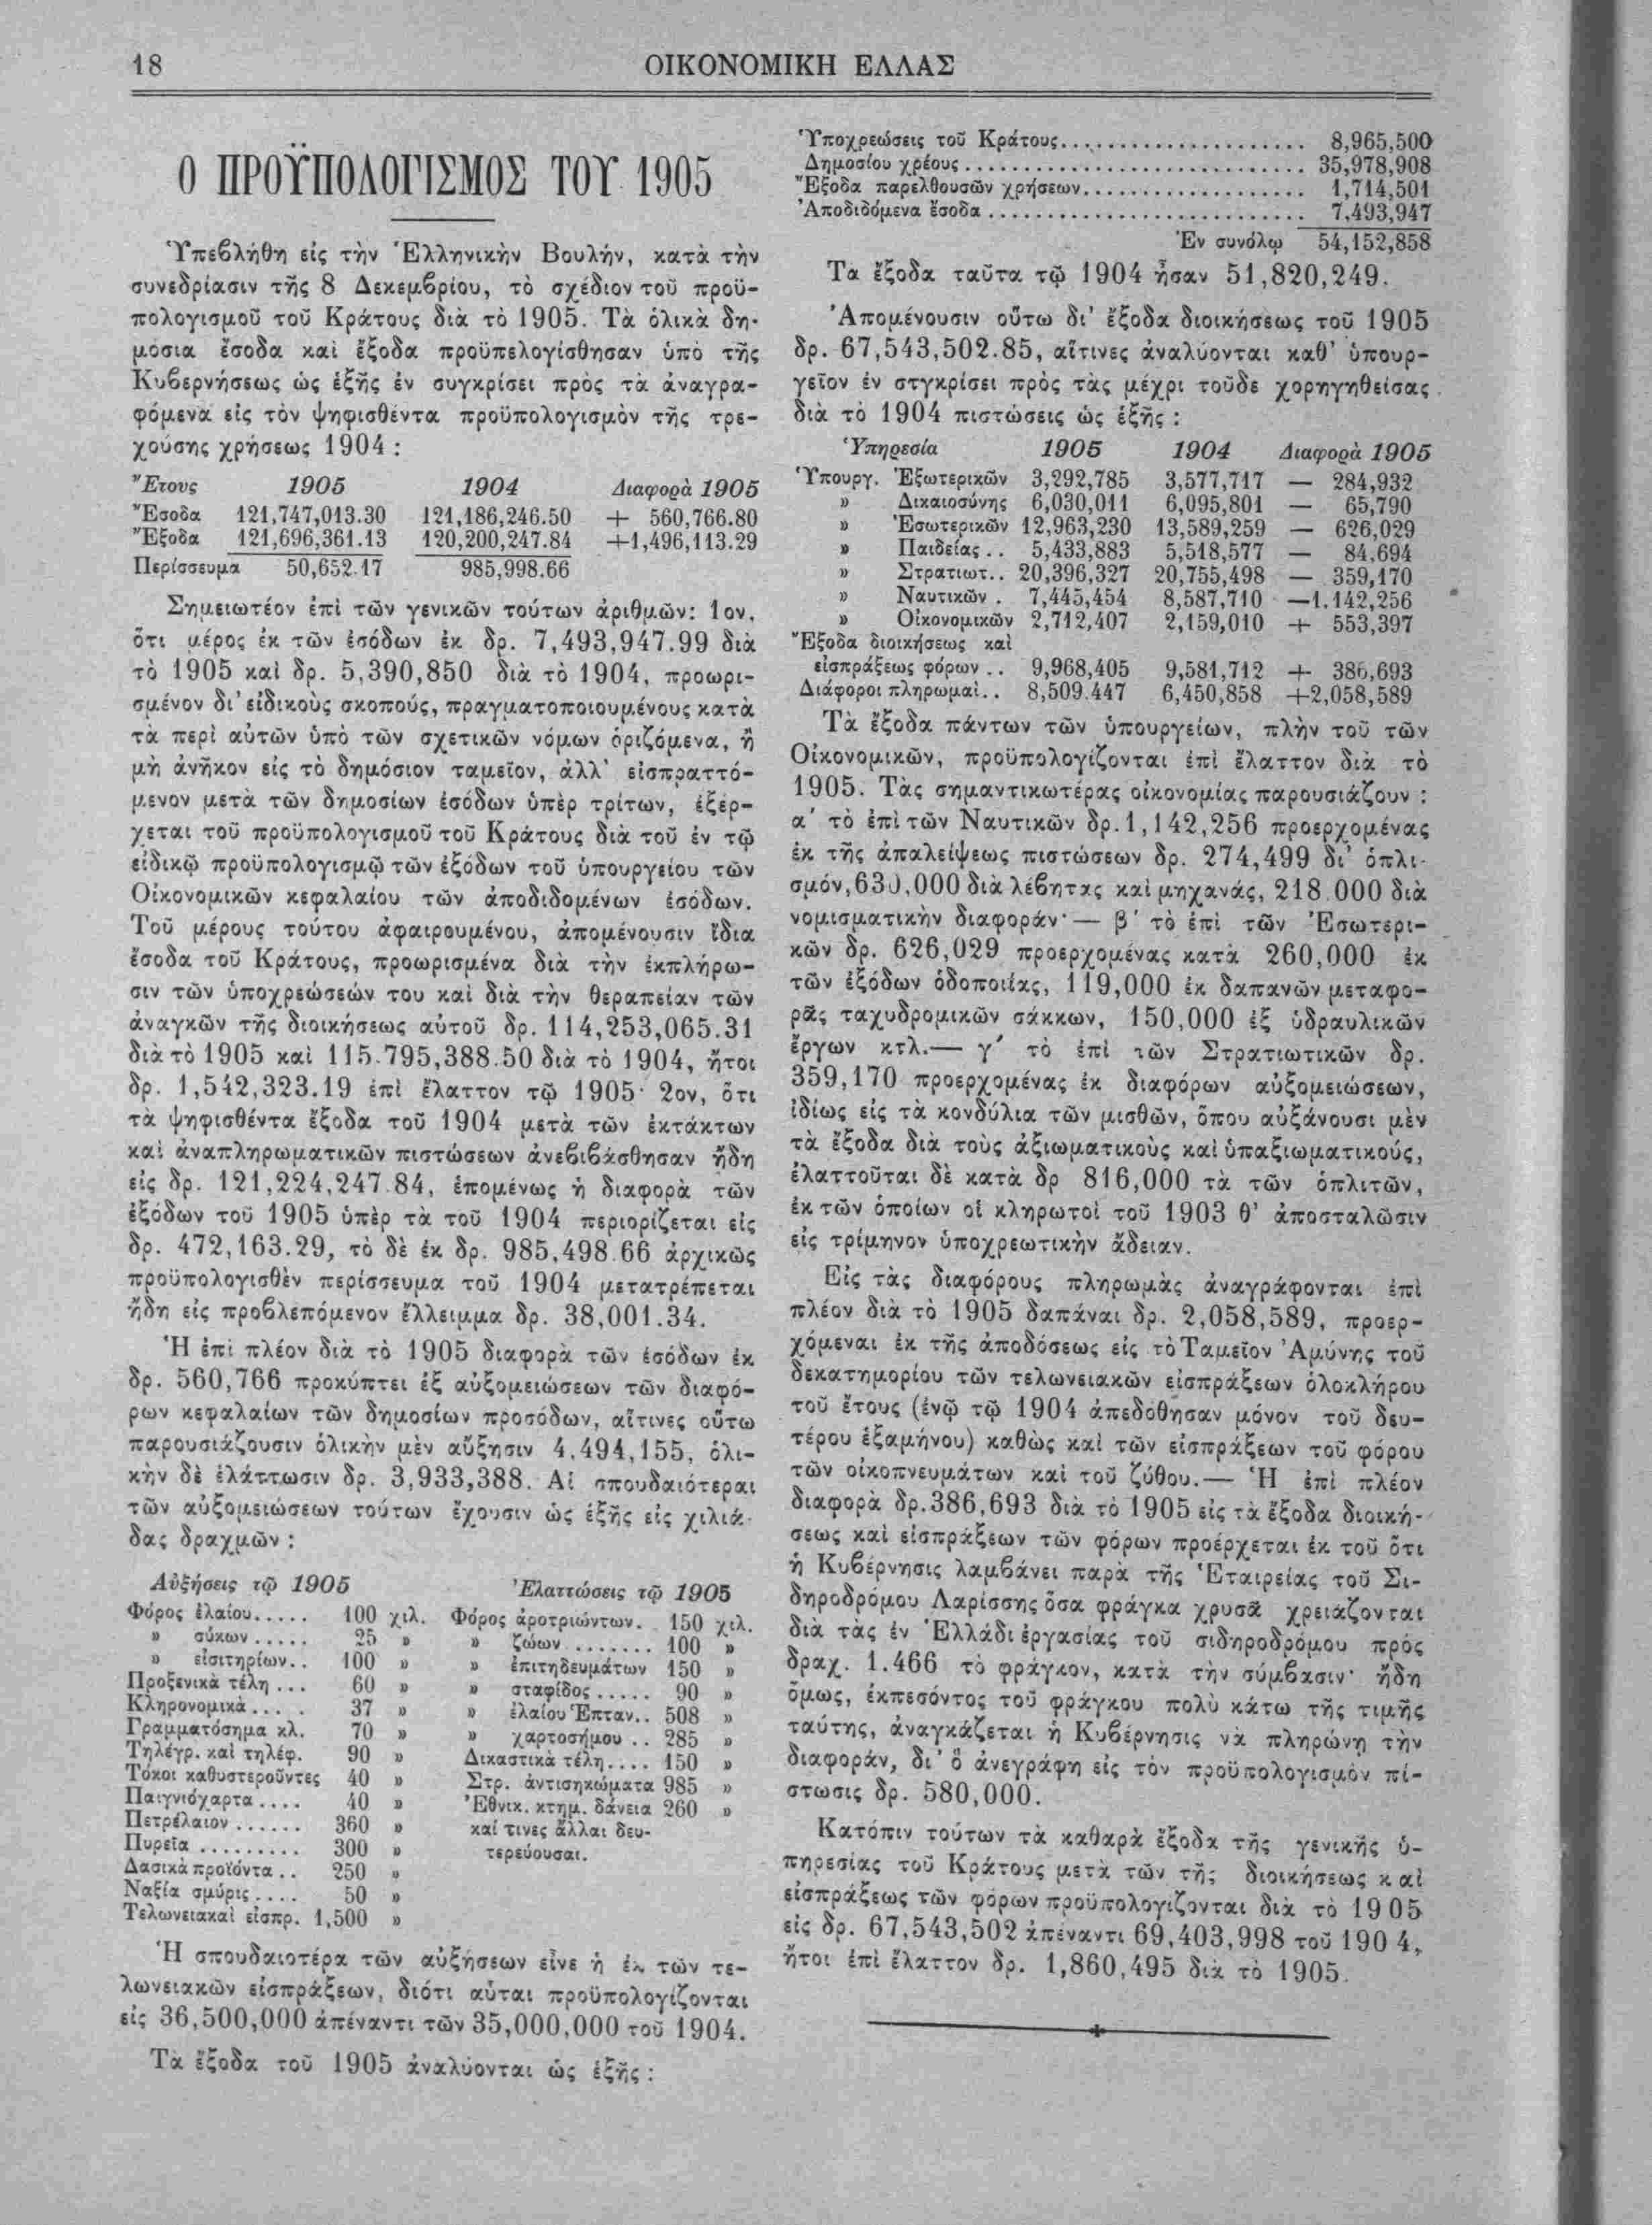 18
ΟΙΚΟΝΟΜΙΚΗ ΕΛΛΑΣ
Ο ΠΡΟΫΠΟΛΟΓΙΣΜΟΣ ΤΟΥ 1905
Ὑπεβλήθη εἰς τὴν Ἑλληνικὴν Βουλήν, κατὰ τὴν
συνεδρίασιν τῆς 8 Δεκεμβρίου, τὸ σχέδιον τοῦ προϋ-
πολογισμοῦ τοῦ Κράτους διὰ τὸ 1905. Τὰ ὁλικὰ δη-
μόσια ἔσοδα καὶ ἔξοδα προϋπελογίσθησαν ὑπὸ τῆς
Κυβερνήσεως ὡς ἑξῆς ἐν συγκρίσει πρὸς τὰ ἀναγρα-
φόμενα εἰς τὸν ψηφισθέντα προϋπολογισμὸν τῆς τρε-
χούσης χρήσεως 1904 :
Ἔτους 1905 1904 Διαφορὰ 1905
Ἔσοδα 121,747,013.30 121,186,246.50 + 560,766.80
Ἔξοδα 121,696,361.13 120,200,247.84 +1,496,113.29
Περίσσευμα 50,652.17 985,998.66
Σημειωτέον ἐπὶ τῶν γενικῶν τούτων ἀριθμῶν: 1ον,
ὅτι μέρος ἐκ τῶν ἐσόδων ἐκ δρ. 7,493,947.99 διὰ
τὸ 1905 καὶ δρ. 5,390,850 διὰ τὸ 1904, προωρι-
σμένον δι' εἰδικοὺς σκοπούς, πραγματοποιουμένους κατὰ
τὰ περὶ αὐτῶν ὑπὸ τῶν σχετικῶν νόμων ὁριζόμενα, ἢ
μὴ ἀνῆκον εἰς τὸ δημόσιον ταμεῖον, ἀλλ' εἰσπραττό-
μενον μετὰ τῶν δημοσίων ἐσόδων ὑπὲρ τρίτων, ἐξέρ-
χεται τοῦ προϋπολογισμοῦ τοῦ Κράτους διὰ τοῦ ἐν τῷ
εἰδικῷ προϋπολογισμῷ τῶν ἐξόδων τοῦ ὑπουργείου τῶν
Οἰκονομικῶν κεφαλαίου τῶν ἀποδιδομένων ἐσόδων.
Τοῦ μέρους τούτου ἀφαιρουμένου, ἀπομένουσιν ἴδια
ἔσοδα τοῦ Κράτους, προωρισμένα διὰ τὴν ἐκπλήρω-
σιν τῶν ὑποχρεώσεών του καὶ διὰ τὴν θεραπείαν τῶν
ἀναγκῶν τῆς διοικήσεως αὐτοῦ δρ. 114,253,065.31
διὰ τὸ 1905 καὶ 115.795,388.50 διὰ τὸ 1904, ἤτοι
δρ. 1,542,323.19 ἐπὶ ἔλαττον τῷ 1905· 2ον, ὅτι
τὰ ψηφισθέντα ἔξοδα τοῦ 1904 μετὰ τῶν ἐκτάκτων
καὶ ἀναπληρωματικῶν πιστώσεων ἀνεβιβάσθησαν ἤδη
εἰς δρ. 121,224,247.84, ἑπομένως ἡ διαφορὰ τῶν
ἐξόδων τοῦ 1905 ὑπὲρ τὰ τοῦ 1904 περιορίζεται εἰς
δρ. 472,163.29, τὸ δὲ ἐκ δρ. 985,498.66 ἀρχικῶς
προϋπολογισθὲν περίσσευμα τοῦ 1904 μετατρέπεται
ἤδη εἰς προβλεπόμενον ἔλλειμμα δρ. 38,001.34.
Ἡ ἐπὶ πλέον διὰ τὸ 1905 διαφορὰ τῶν ἐσόδων ἐκ
δρ. 560,766 προκύπτει ἐξ αὐξομειώσεων τῶν διαφό-
ρων κεφαλαίων τῶν δημοσίων προσόδων, αἵτινες οὕτω
παρουσιάζουσιν ὁλικὴν μὲν αὔξησιν 4,494,155, ὁλι-
κὴν δὲ ἐλάττωσιν δρ. 3,933,388. Αἱ σπουδαιότεραι
τῶν αὐξομειώσεων τούτων ἔχουσιν ὡς ἑξῆς εἰς χιλιά-
δας δραχμῶν :
Αὐξήσεις τῷ 1905
Φόρος ἐλαίου..... 100 χιλ.
» σύκων..... 25 »
» εἰσιτηρίων.. 100 »
Προξενικὰ τέλη ... 60 »
Κληρονομικὰ.... 37 »
Γραμματόσημα κλ. 70 »
Τηλέγρ. καὶ τηλέφ. 90 »
Τόκοι καθυστεροῦντες 40 »
Παιγνιόχαρτα.... 40 »
Πετρέλαιον...... 360 »
Πυρεῖα ......... 300 »
Δασικὰ προϊόντα.. 250 »
Ναξία σμύρις.... 50 »
Τελωνειακαὶ εἰσπρ. 1,500 »
Ἐλαττώσεις τῷ 1905
Φόρος ἀροτριώντων. 150 χιλ.
» ζώων ....... 100 »
» ἐπιτηδευμάτων 150 »
» σταφίδος..... 90 »
» ἐλαίου Ἑπταν.. 508 »
» χαρτοσήμου .. 285 »
Δικαστικὰ τέλη.... 150 »
Στρ. ἀντισηκώματα 985 »
Ἐθνικ. κτημ. δάνεια 260 »
καί τινες ἄλλαι δευ-
τερεύουσαι.
Ἡ σπουδαιοτέρα τῶν αὐξήσεων εἶνε ἡ ἐκ τῶν τε-
λωνειακῶν εἰσπράξεων, διότι αὗται προϋπολογίζονται
εἰς 36,500,000 ἀπέναντι τῶν 35,000,000 τοῦ 1904.
Τὰ ἔξοδα τοῦ 1905 ἀναλύονται ὡς ἑξῆς :
Ὑποχρεώσεις τοῦ Κράτους.................... 8,965,500
Δημοσίου χρέους............................ 35,978,908
Ἔξοδα παρελθουσῶν χρήσεων.................. 1,714,501
Ἀποδιδόμενα ἔσοδα.......................... 7,493,947
Ἐν συνόλῳ 54,152,858
Τὰ ἔξοδα ταῦτα τῷ 1904 ἦσαν 51,820,249.
Ἀπομένουσιν οὕτω δι' ἔξοδα διοικήσεως τοῦ 1905
δρ. 67,543,502.85, αἵτινες ἀναλύονται καθ' ὑπουρ-
γεῖον ἐν στγκρίσει πρὸς τὰς μέχρι τοῦδε χορηγηθείσας
διὰ τὸ 1904 πιστώσεις ὡς ἑξῆς :
Ὑπηρεσία 1905 1904 Διαφορὰ 1905
Ὑπουργ. Ἐξωτερικῶν 3,292,785 3,577,717 — 284,932
» Δικαιοσύνης 6,030,011 6,095,801 — 65,790
» Ἐσωτερικῶν 12,963,230 13,589,259 — 626,029
» Παιδείας.. 5,433,883 5,518,577 — 84,694
» Στρατιωτ.. 20,396,327 20,755,498 — 359,170
» Ναυτικῶν . 7,445,454 8,587,710 —1,142,256
» Οἰκονομικῶν 2,712,407 2,159,010 + 553,397
Ἔξοδα διοικήσεως καὶ
εἰσπράξεως φόρων .. 9,968,405 9,581,712 + 386,693
Διάφοροι πληρωμαί.. 8,509.447 6,450,858 +2,058,589
Τὰ ἔξοδα πάντων τῶν ὑπουργείων, πλὴν τοῦ τῶν
Οἰκονομικῶν, προϋπολογίζονται ἐπὶ ἔλαττον διὰ τὸ
1905. Τὰς σημαντικωτέρας οἰκονομίας παρουσιάζουν :
α΄ τὸ ἐπὶ τῶν Ναυτικῶν δρ. 1,142,256 προερχομένας
ἐκ τῆς ἀπαλείψεως πιστώσεων δρ. 274,499 δι' ὁπλι-
σμόν, 630,000 διὰ λέβητας καὶ μηχανάς, 218.000 διὰ
νομισματικὴν διαφοράν·— β΄ τὸ ἐπὶ τῶν Ἐσωτερι-
κῶν δρ. 626,029 προερχομένας κατὰ 260,000 ἐκ
τῶν ἐξόδων ὁδοποιίας, 119,000 ἐκ δαπανῶν μεταφο-
ρᾶς ταχυδρομικῶν σάκκων, 150,000 ἐξ ὑδραυλικῶν
ἔργων κτλ.— γ΄ τὸ ἐπὶ τῶν Στρατιωτικῶν δρ.
359,170 προερχομένας ἐκ διαφόρων αὐξομειώσεων,
ἰδίως εἰς τὰ κονδύλια τῶν μισθῶν, ὅπου αὐξάνουσι μὲν
τὰ ἔξοδα διὰ τοὺς ἀξιωματικοὺς καὶ ὑπαξιωματικούς,
ἐλαττοῦται δὲ κατὰ δρ 816,000 τὰ τῶν ὁπλιτῶν,
ἐκ τῶν ὁποίων οἱ κληρωτοὶ τοῦ 1903 θ' ἀποσταλῶσιν
εἰς τρίμηνον ὑποχρεωτικὴν ἄδειαν.
Εἰς τὰς διαφόρους πληρωμὰς ἀναγράφονται ἐπὶ
πλέον διὰ τὸ 1905 δαπάναι δρ. 2,058,589, προερ-
χόμεναι ἐκ τῆς ἀποδόσεως εἰς τὸ Ταμεῖον Ἀμύνης τοῦ
δεκατημορίου τῶν τελωνειακῶν εἰσπράξεων ὁλοκλήρου
τοῦ ἔτους (ἐνῷ τῷ 1904 ἀπεδόθησαν μόνον τοῦ δευ-
τέρου ἑξαμήνου) καθὼς καὶ τῶν εἰσπράξεων τοῦ φόρου
τῶν οἰκοπνευμάτων καὶ τοῦ ζύθου.— Ἡ ἐπὶ πλέον
διαφορὰ δρ. 386,693 διὰ τὸ 1905 εἰς τὰ ἔξοδα διοική-
σεως καὶ εἰσπράξεων τῶν φόρων προέρχεται ἐκ τοῦ ὅτι
ἡ Κυβέρνησις λαμβάνει παρὰ τῆς Ἑταιρείας τοῦ Σι-
δηροδρόμου Λαρίσσης ὅσα φράγκα χρυσᾶ χρειάζονται
διὰ τὰς ἐν Ἑλλάδι ἐργασίας τοῦ σιδηροδρόμου πρὸς
δραχ. 1.466 τὸ φράγκον, κατὰ τὴν σύμβασιν· ἤδη
ὅμως, ἐκπεσόντος τοῦ φράγκου πολὺ κάτω τῆς τιμῆς
ταύτης, ἀναγκάζεται ἡ Κυβέρνησις νὰ πληρώνῃ τὴν
διαφοράν, δι' ὃ ἀνεγράφη εἰς τὸν προϋπολογισμὸν πί-
στωσις δρ. 580,000.
Κατόπιν τούτων τὰ καθαρὰ ἔξοδα τῆς γενικῆς ὑ-
πηρεσίας τοῦ Κράτους μετὰ τῶν τῆς διοικήσεως καὶ
εἰσπράξεως τῶν φόρων προϋπολογίζονται διὰ τὸ 1905
εἰς δρ. 67,543,502 ἀπέναντι 69,403,998 τοῦ 1904,
ἤτοι ἐπὶ ἔλαττον δρ. 1,860,495 διὰ τὸ 1905.